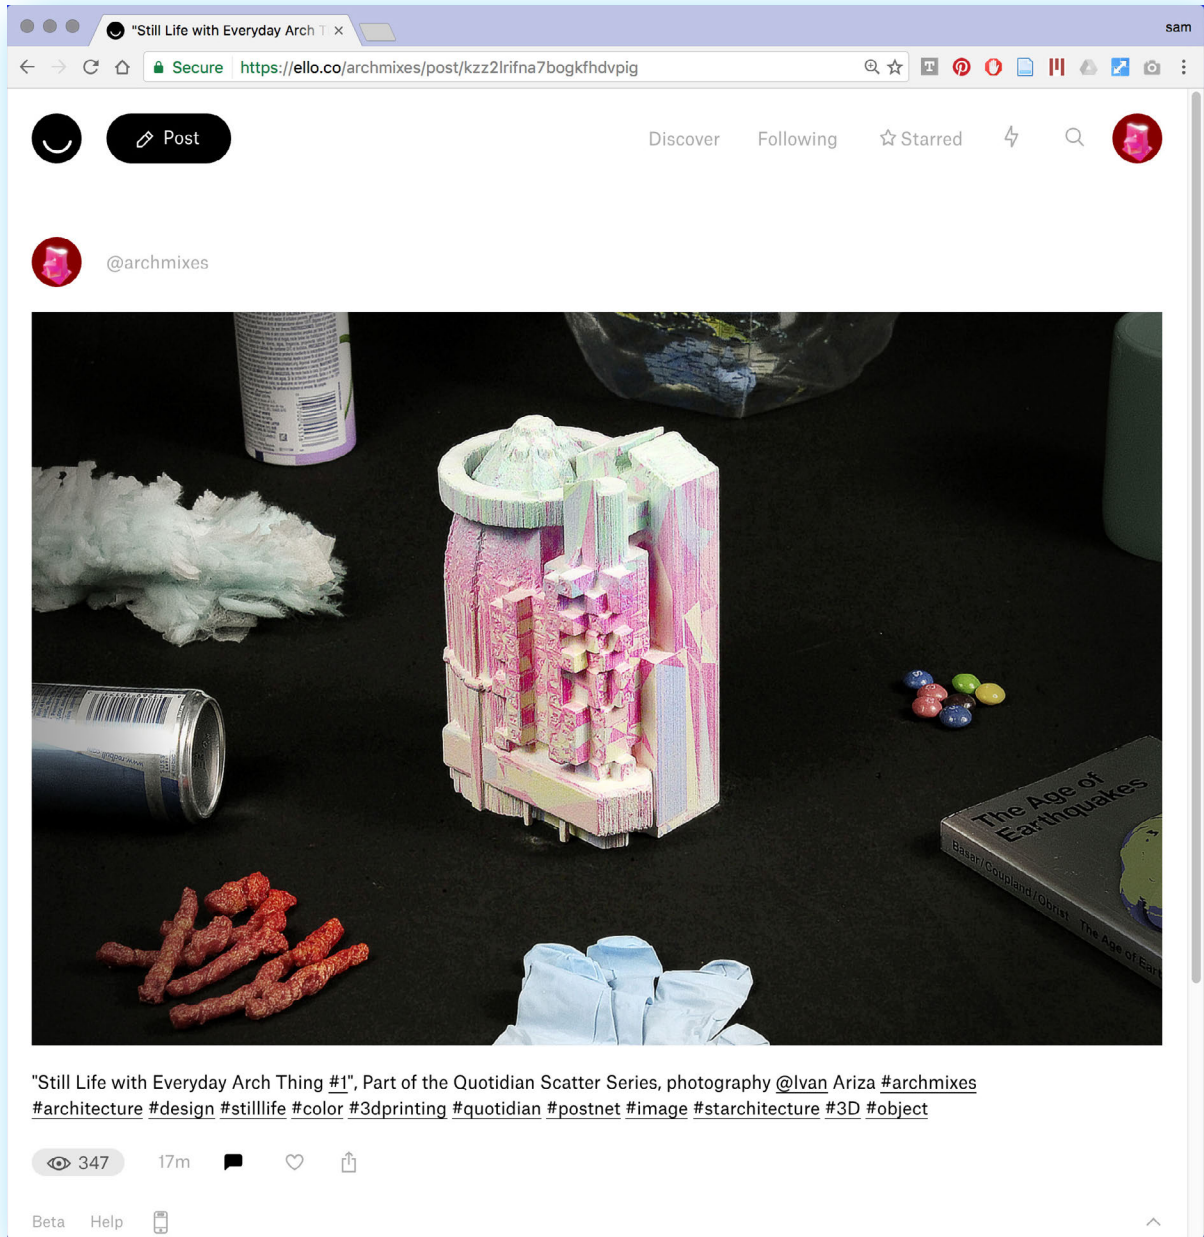 "Still Life with Everyday Arch T
sam
Secure
https://ello.co/archmixes/post/kzz2lrifna7bogkfhdvpig
Post
Discover
Following
Starred
@archmixes
The Age of
Earthquakes
Basar/Coupland/Obrist
The Age of Eart
"Still Life with Everyday Arch Thing #1", Part of the Quotidian Scatter Series, photography @Ivan Ariza #archmixes
#architecture #design #stilllife #color #3dprinting #quotidian #postnet #image #starchitecture #3D #object
347
17m
Beta
Help